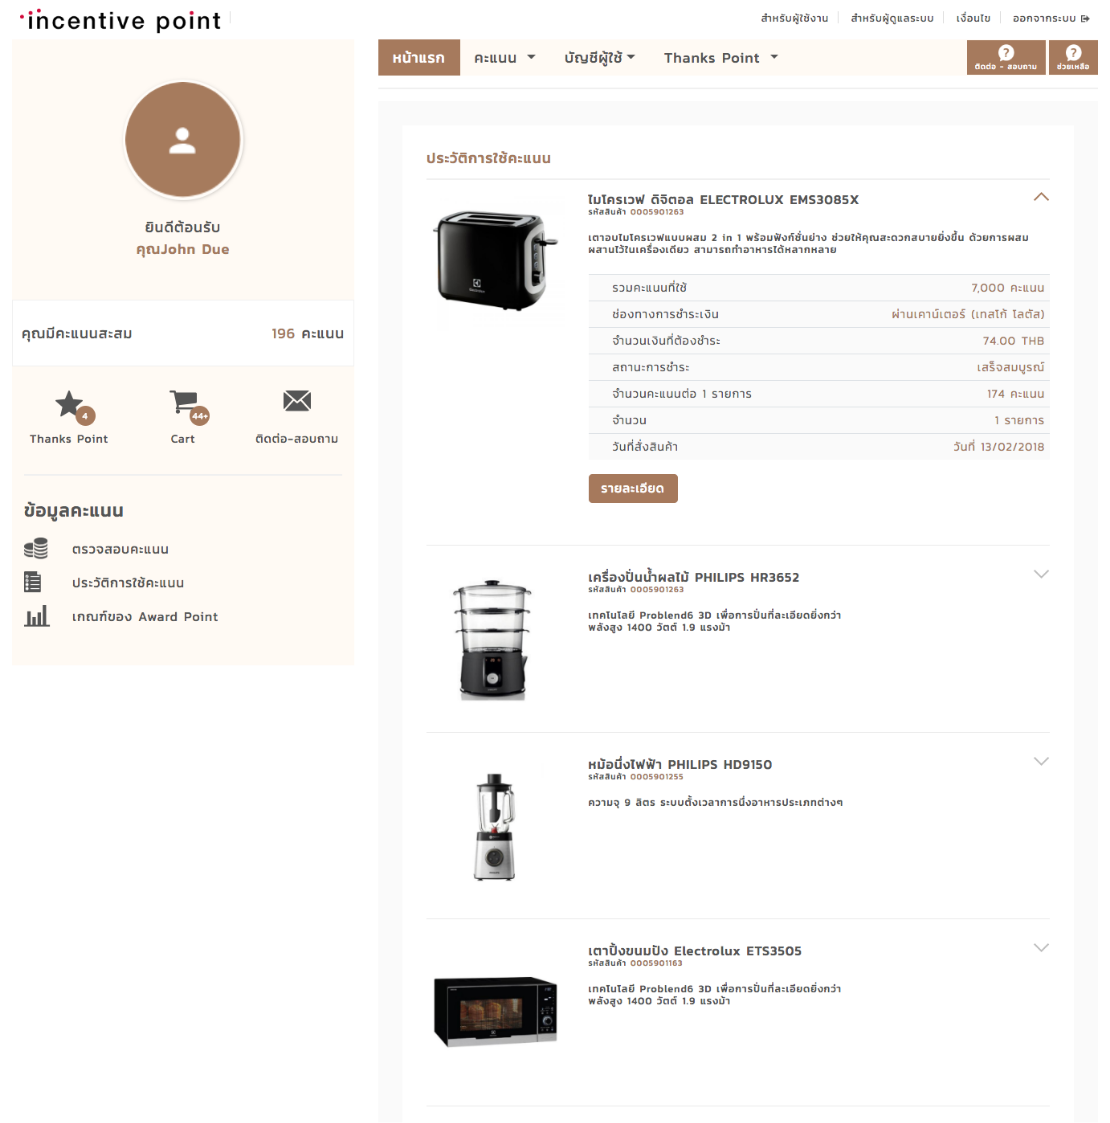 incentive point
สำหรับผู้ใช้งาน
สำหรับผู้ดูแลระบบ
เงื่อนไข
ออกจากระบบ
หน้าแรก
คะแนน
บัญชีผู้ใช้
Thanks Point
ติดต่อ - สอบถาม
ช่วยเหลือ
ยินดีต้อนรับ
คุณJohn Due
คุณมีคะแนนสะสม 196 คะแนน
4
44+
Thanks Point
Cart
ติดต่อ-สอบถาม
ข้อมูลคะแนน
ตรวจสอบคะแนน
ประวัติการใช้คะแนน
เกณฑ์ของ Award Point
ประวัติการใช้คะแนน
ไมโครเวฟ ดิจิตอล ELECTROLUX EMS3085X
รหัสสินค้า 0005901263
เตาอบไมโครเวฟแบบผสม 2 in 1 พร้อมฟังก์ชั่นย่าง ช่วยให้คุณสะดวกสบายยิ่งขึ้น ด้วยการผสม
ผสานไว้ในเครื่องเดียว สามารถทำอาหารได้หลากหลาย
รวมคะแนนที่ใช้ 7,000 คะแนน
ช่องทางการชำระเงิน ผ่านเคาน์เตอร์ (เทสโก้ โลตัส)
จำนวนเงินที่ต้องชำระ 74.00 THB
สถานะการชำระ เสร็จสมบูรณ์
จำนวนคะแนนต่อ 1 รายการ 174 คะแนน
จำนวน 1 รายการ
วันที่สั่งสินค้า วันที่ 13/02/2018
รายละเอียด
เครื่องปั่นน้ำผลไม้ PHILIPS HR3652
รหัสสินค้า 0005901263
เทคโนโลยี Problend6 3D เพื่อการปั่นที่ละเอียดยิ่งกว่า
พลังสูง 1400 วัตต์ 1.9 แรงม้า
หม้อนึ่งไฟฟ้า PHILIPS HD9150
รหัสสินค้า 0005901255
ความจุ 9 ลิตร ระบบตั้งเวลาการนึ่งอาหารประเภทต่างๆ
เตาปิ้งขนมปัง Electrolux ETS3505
รหัสสินค้า 0005901163
เทคโนโลยี Problend6 3D เพื่อการปั่นที่ละเอียดยิ่งกว่า
พลังสูง 1400 วัตต์ 1.9 แรงม้า